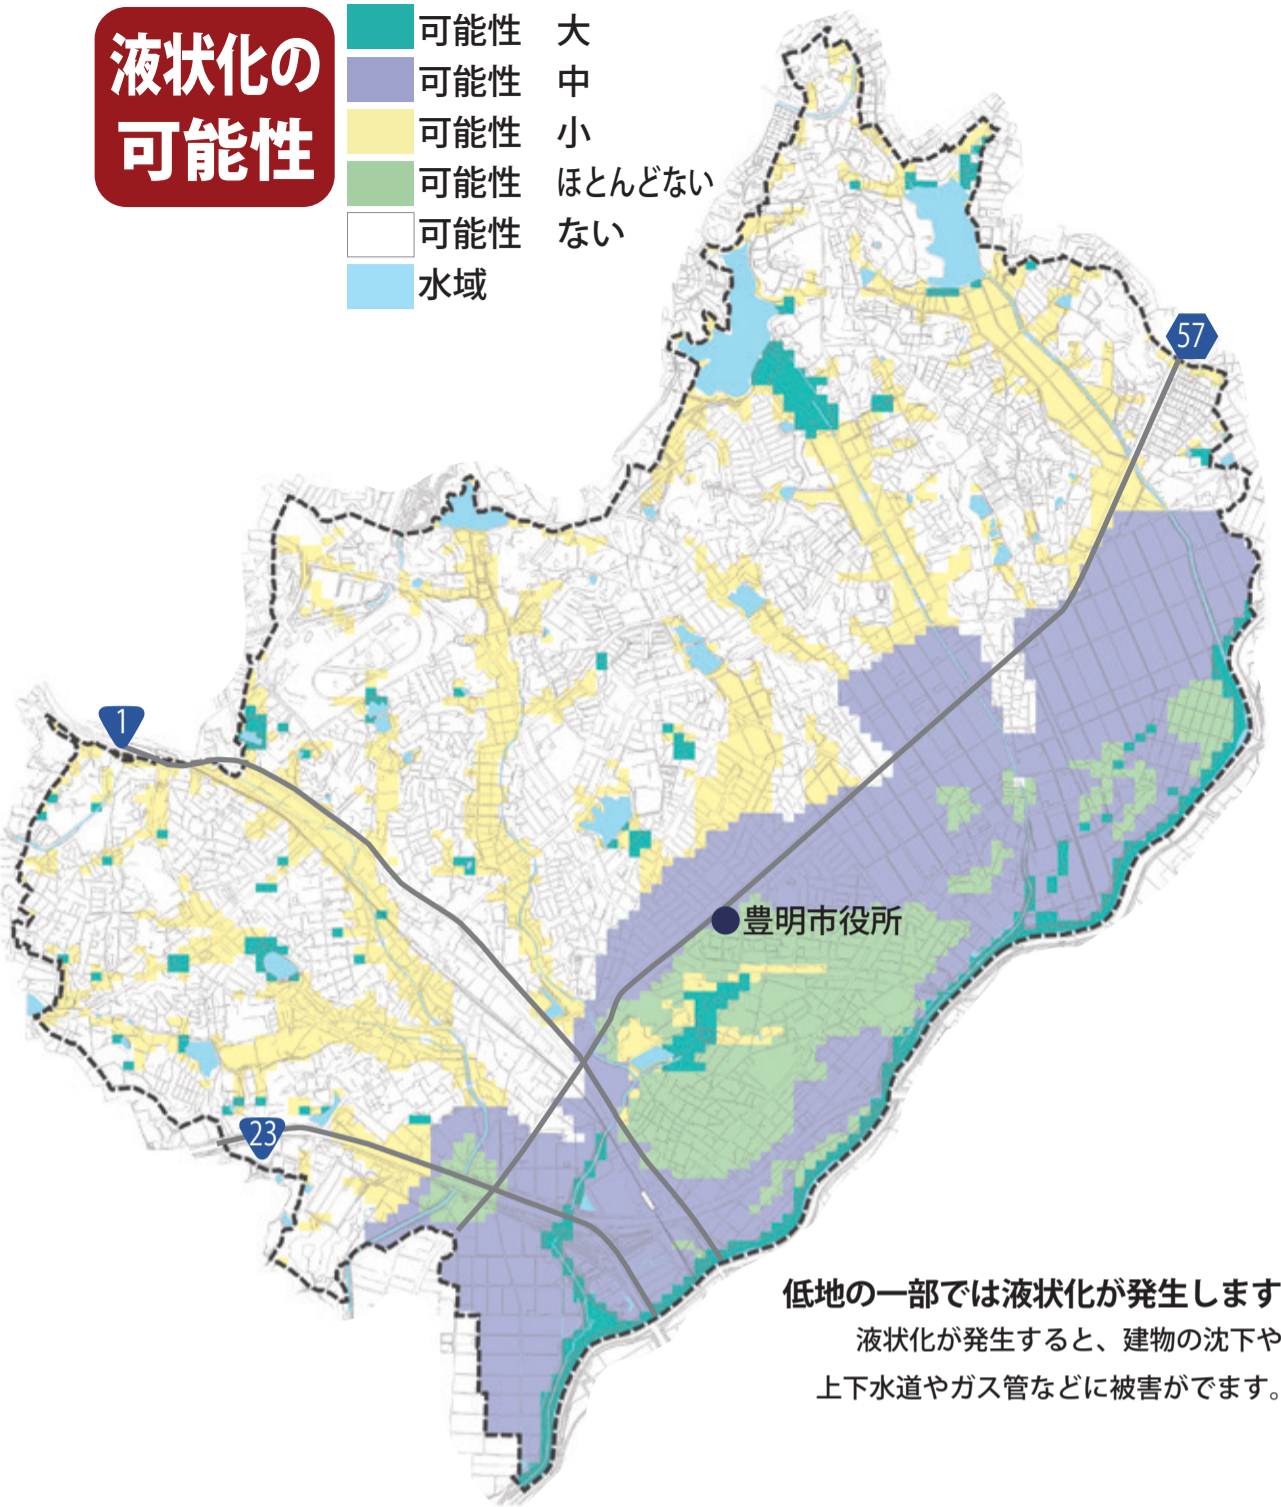 液状化の
可能性
可能性 大
可能性 中
可能性 小
可能性 ほとんどない
可能性 ない
水域
57
1
豊明市役所
23
低地の一部では液状化が発生します
液状化が発生すると、建物の沈下や
上下水道やガス管などに被害がでます。